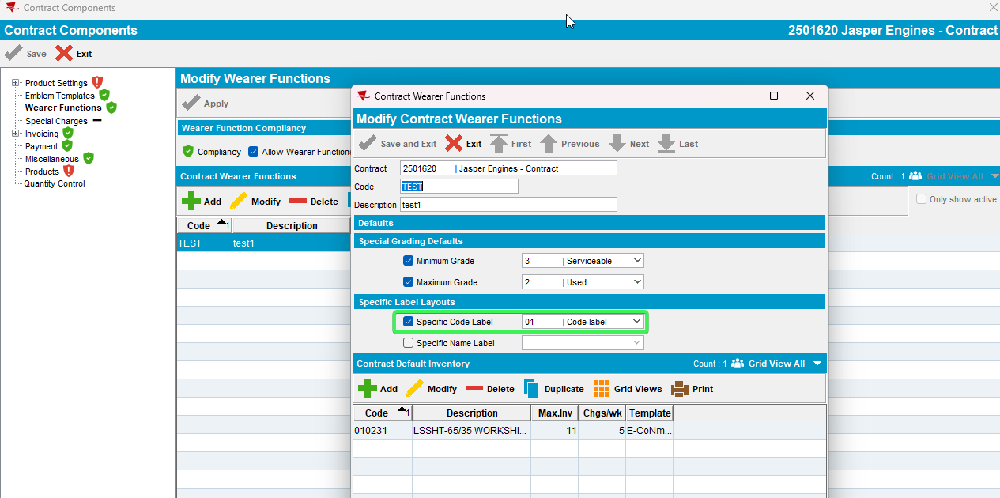 Contract Components
Contract Components 2501620 Jasper Engines - Contract
Save Exit
Product Settings
Emblem Templates
Wearer Functions
Special Charges
Invoicing
Payment
Miscellaneous
Products
Quantity Control
Modify Wearer Functions
Apply
Wearer Function Compliancy
Compliancy Allow Wearer Functions
Contract Wearer Functions Count : 1 Grid View All
Add Modify Delete Only show active
Code 1 Description
TEST test1
Contract Wearer Functions
Modify Contract Wearer Functions
Save and Exit Exit First Previous Next Last
Contract 2501620 | Jasper Engines - Contract
Code TEST
Description test1
Defaults
Special Grading Defaults
Minimum Grade 3 | Serviceable
Maximum Grade 2 | Used
Specific Label Layouts
Specific Code Label 01 | Code label
Specific Name Label
Contract Default Inventory Count : 1 Grid View All
Add Modify Delete Duplicate Grid Views Print
Code 1 Description Max.Inv Chgs/wk Template
010231 LSSHT-65/35 WORKSHI... 11 5 E-CoNm...